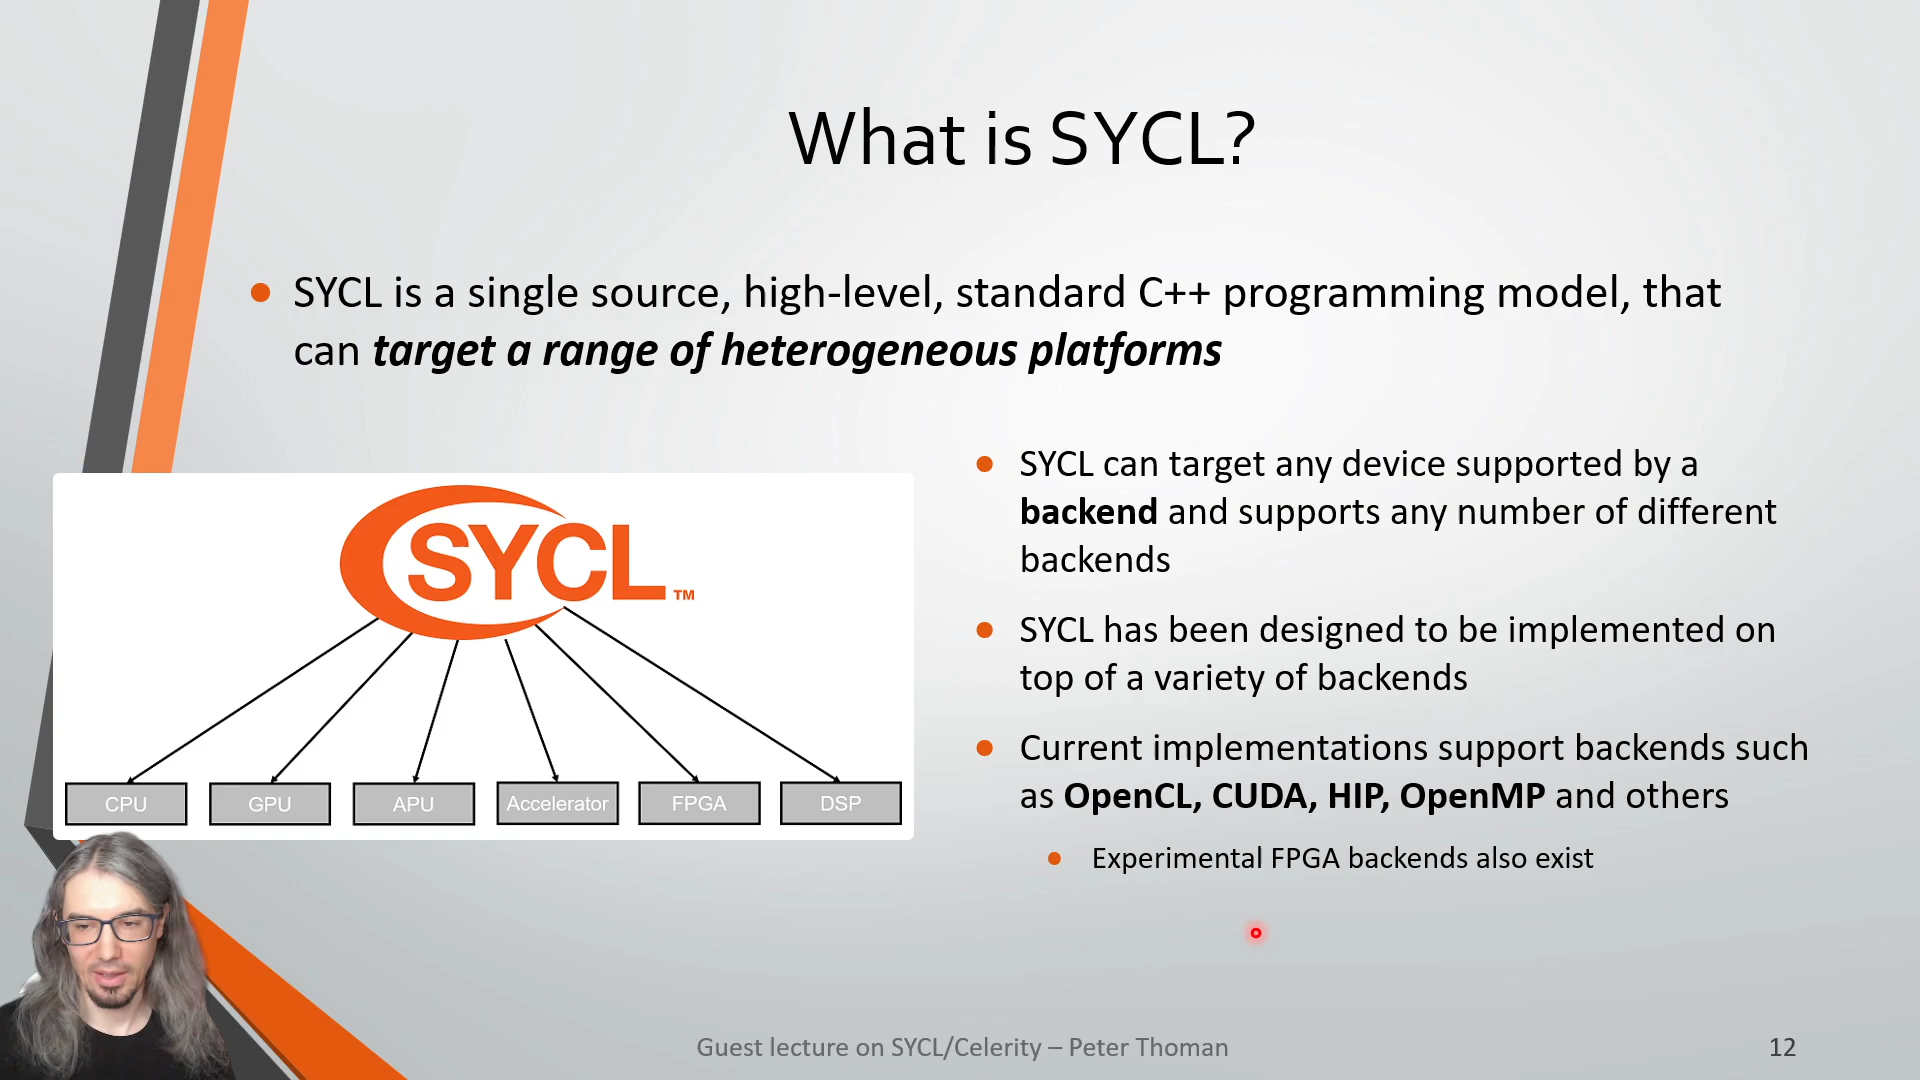 What is SYCL?
SYCL is a single source, high-level, standard C++ programming model, that
can target a range of heterogeneous platforms
SYCL TM
CPU GPU APU Accelerator FPGA DSP
SYCL can target any device supported by a
backend and supports any number of different
backends
SYCL has been designed to be implemented on
top of a variety of backends
Current implementations support backends such
as OpenCL, CUDA, HIP, OpenMP and others
Experimental FPGA backends also exist
Guest lecture on SYCL/Celerity – Peter Thoman
12